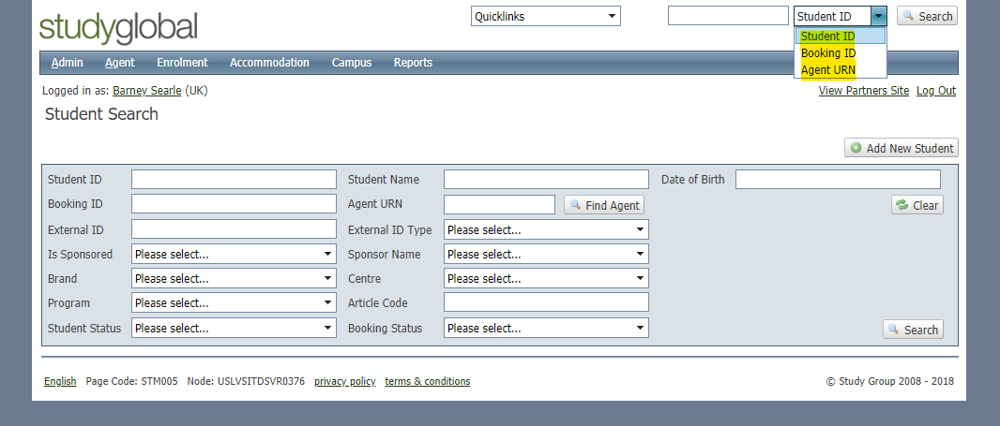 studyglobal
Quicklinks Student ID Search
Student ID
Booking ID
Agent URN
Admin Agent Enrolment Accommodation Campus Reports
Logged in as: Barney Searle (UK) View Partners Site Log Out
Student Search
Add New Student
Student ID Student Name Date of Birth
Booking ID Agent URN Find Agent Clear
External ID External ID Type Please select...
Is Sponsored Please select... Sponsor Name Please select...
Brand Please select... Centre Please select...
Program Please select... Article Code
Student Status Please select... Booking Status Please select... Search
English Page Code: STM005 Node: USLVSITDSVR0376 privacy policy terms & conditions © Study Group 2008 - 2018